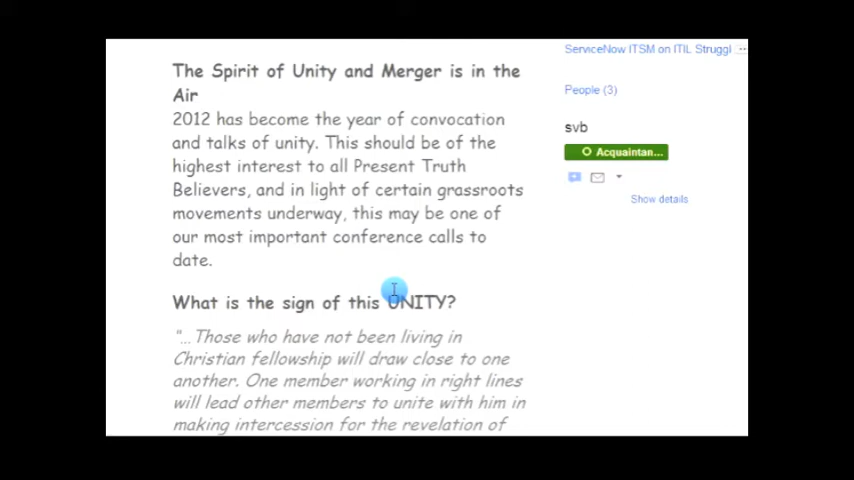 The Spirit of Unity and Merger is in the
Air
2012 has become the year of convocation
and talks of unity. This should be of the
highest interest to all Present Truth
Believers, and in light of certain grassroots
movements underway, this may be one of
our most important conference calls to
date.
What is the sign of this UNITY?
"...Those who have not been living in
Christian fellowship will draw close to one
another. One member working in right lines
will lead other members to unite with him in
making intercession for the revelation of
ServiceNow ITSM on ITIL Struggl
People (3)
svb
Acquaintan...
Show details